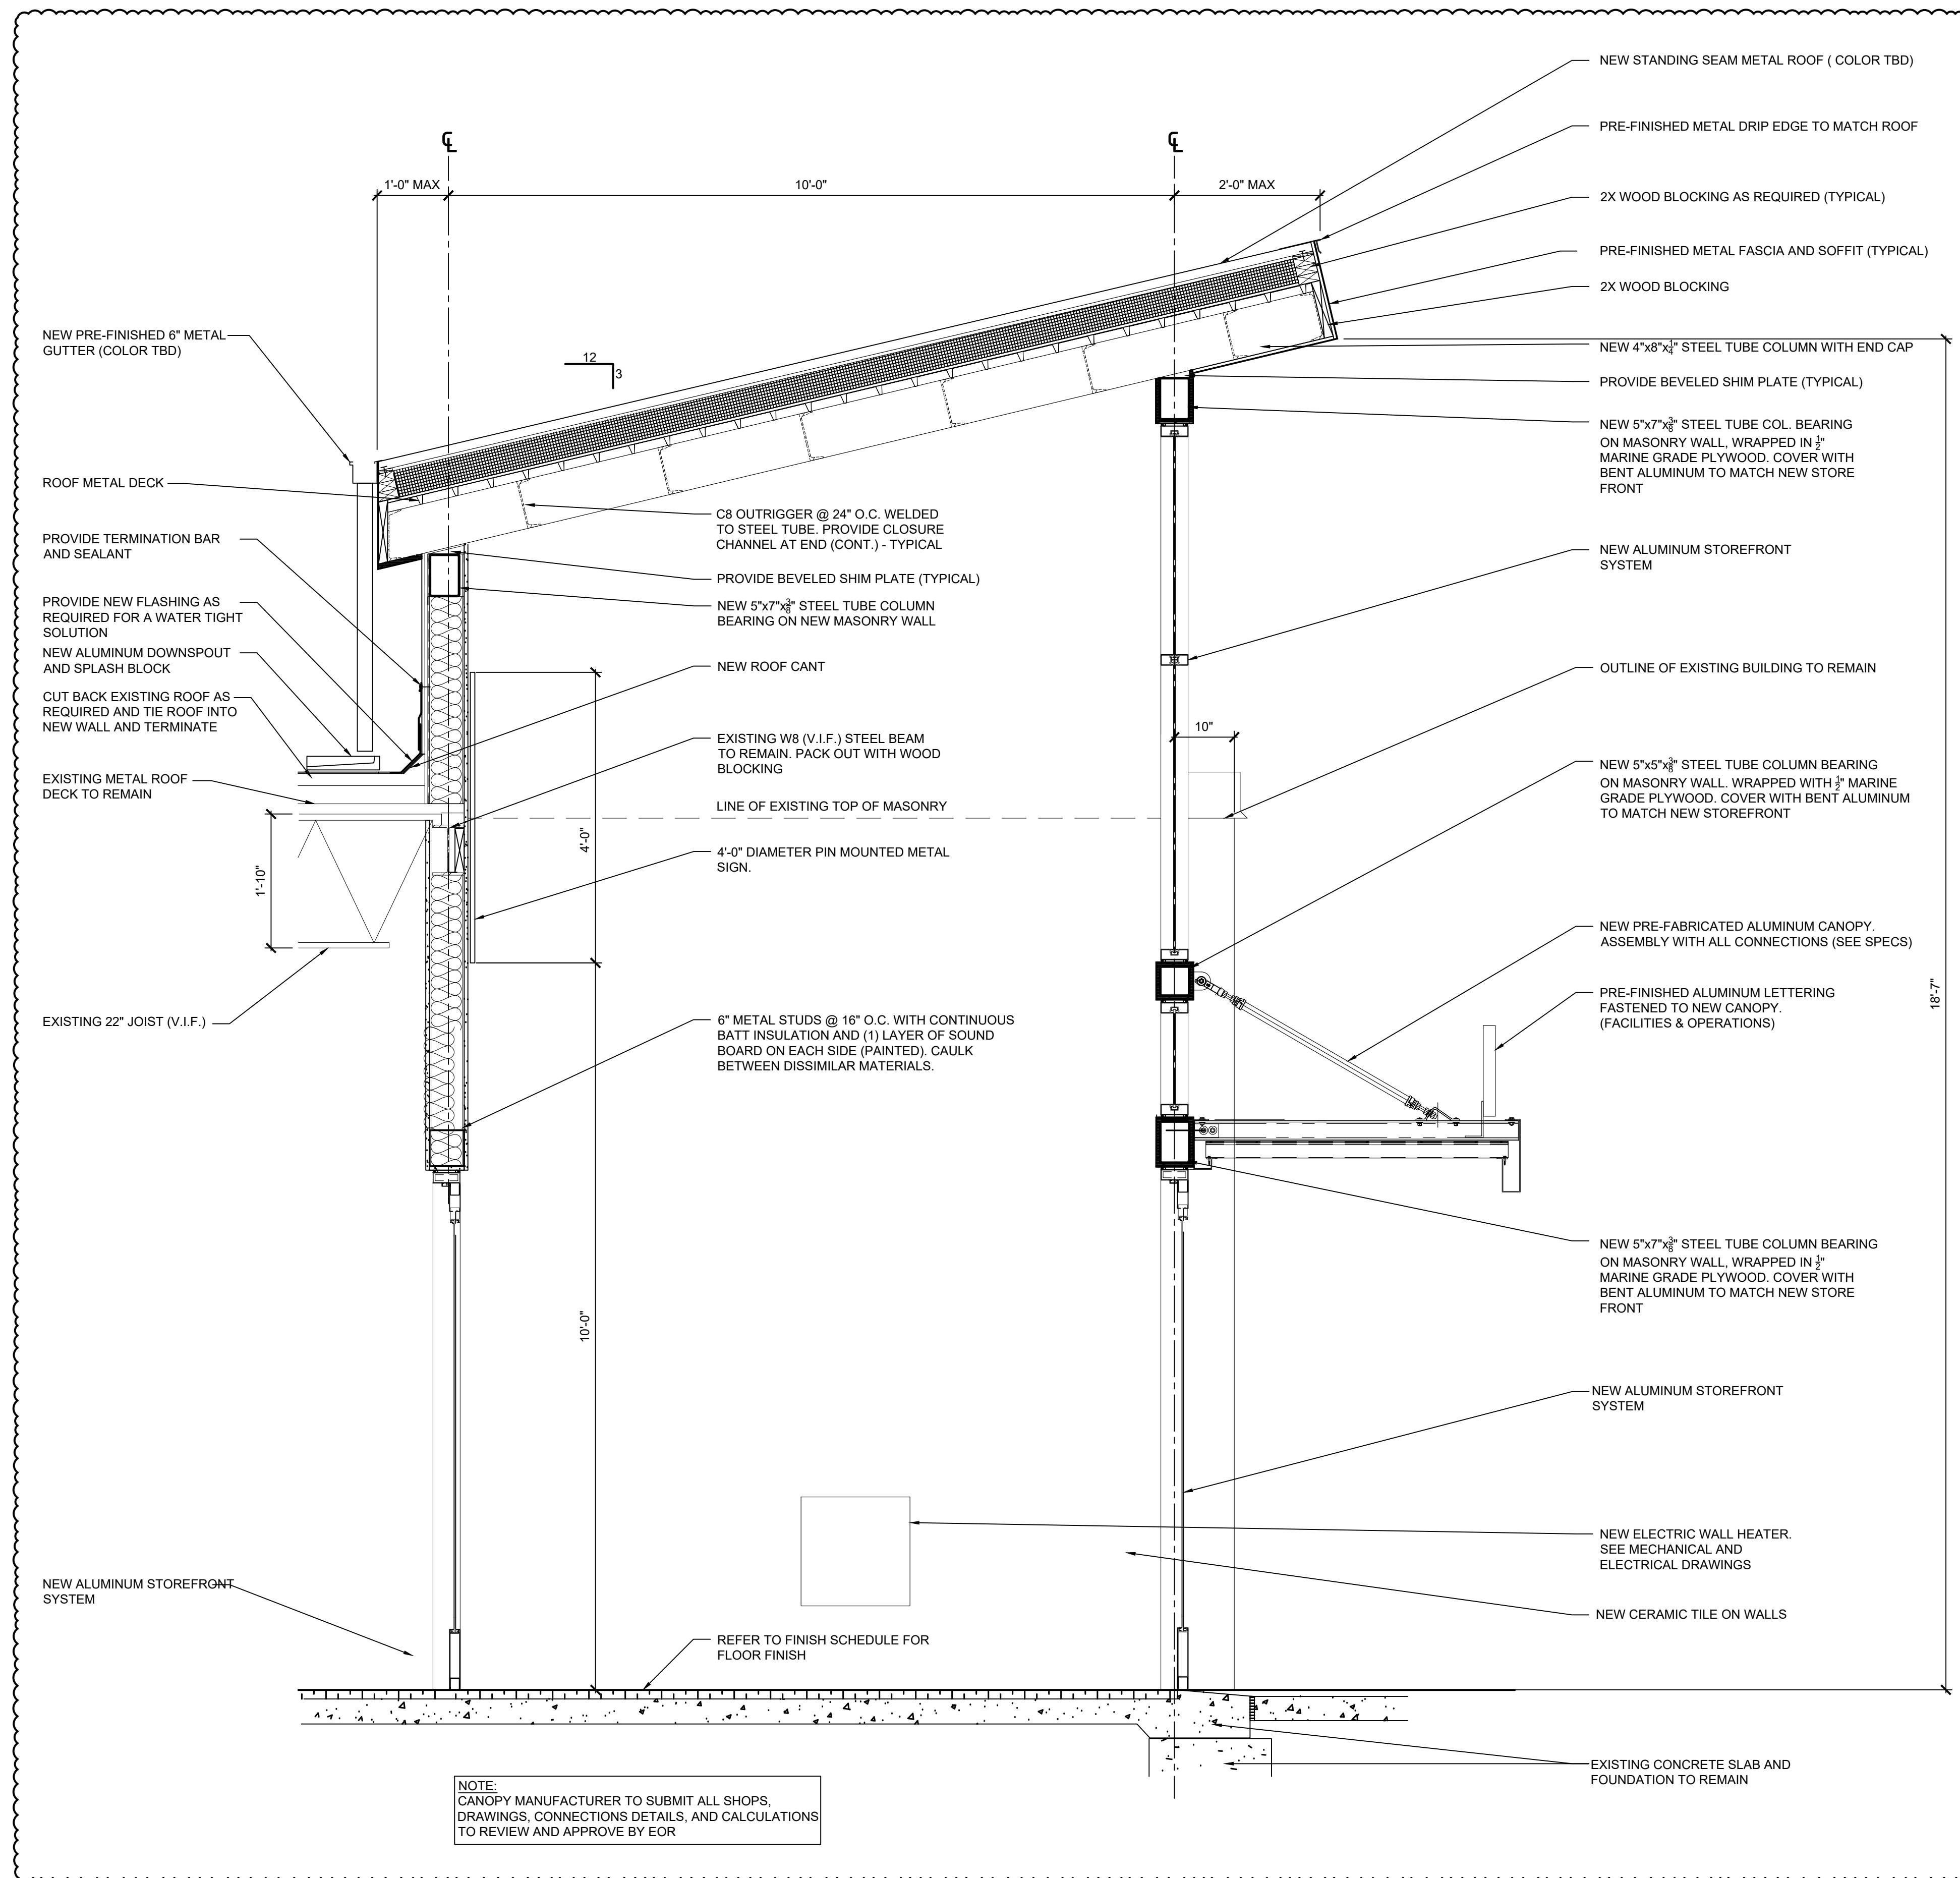 NEW STANDING SEAM METAL ROOF ( COLOR TBD)
PRE-FINISHED METAL DRIP EDGE TO MATCH ROOF
℄
℄
1'-0" MAX
10'-0"
2'-0" MAX
2X WOOD BLOCKING AS REQUIRED (TYPICAL)
PRE-FINISHED METAL FASCIA AND SOFFIT (TYPICAL)
2X WOOD BLOCKING
NEW 4"x8"x1/4" STEEL TUBE COLUMN WITH END CAP
PROVIDE BEVELED SHIM PLATE (TYPICAL)
NEW 5"x7"x3/8" STEEL TUBE COL. BEARING
ON MASONRY WALL, WRAPPED IN 1/2"
MARINE GRADE PLYWOOD. COVER WITH
BENT ALUMINUM TO MATCH NEW STORE
FRONT
NEW ALUMINUM STOREFRONT
SYSTEM
OUTLINE OF EXISTING BUILDING TO REMAIN
10"
NEW 5"x5"x3/8" STEEL TUBE COLUMN BEARING
ON MASONRY WALL. WRAPPED WITH 1/2" MARINE
GRADE PLYWOOD. COVER WITH BENT ALUMINUM
TO MATCH NEW STOREFRONT
NEW PRE-FABRICATED ALUMINUM CANOPY.
ASSEMBLY WITH ALL CONNECTIONS (SEE SPECS)
PRE-FINISHED ALUMINUM LETTERING
FASTENED TO NEW CANOPY.
(FACILITIES & OPERATIONS)
18'-7"
NEW 5"x7"x3/8" STEEL TUBE COLUMN BEARING
ON MASONRY WALL, WRAPPED IN 1/2"
MARINE GRADE PLYWOOD. COVER WITH
BENT ALUMINUM TO MATCH NEW STORE
FRONT
NEW ALUMINUM STOREFRONT
SYSTEM
NEW ELECTRIC WALL HEATER.
SEE MECHANICAL AND
ELECTRICAL DRAWINGS
NEW CERAMIC TILE ON WALLS
EXISTING CONCRETE SLAB AND
FOUNDATION TO REMAIN
12
3
NEW PRE-FINISHED 6" METAL
GUTTER (COLOR TBD)
ROOF METAL DECK
PROVIDE TERMINATION BAR
AND SEALANT
PROVIDE NEW FLASHING AS
REQUIRED FOR A WATER TIGHT
SOLUTION
NEW ALUMINUM DOWNSPOUT
AND SPLASH BLOCK
CUT BACK EXISTING ROOF AS
REQUIRED AND TIE ROOF INTO
NEW WALL AND TERMINATE
EXISTING METAL ROOF
DECK TO REMAIN
1'-10"
EXISTING 22" JOIST (V.I.F.)
NEW ALUMINUM STOREFRONT
SYSTEM
C8 OUTRIGGER @ 24" O.C. WELDED
TO STEEL TUBE. PROVIDE CLOSURE
CHANNEL AT END (CONT.) - TYPICAL
PROVIDE BEVELED SHIM PLATE (TYPICAL)
NEW 5"x7"x3/8" STEEL TUBE COLUMN
BEARING ON NEW MASONRY WALL
NEW ROOF CANT
EXISTING W8 (V.I.F.) STEEL BEAM
TO REMAIN. PACK OUT WITH WOOD
BLOCKING
LINE OF EXISTING TOP OF MASONRY
4'-0"
4'-0" DIAMETER PIN MOUNTED METAL
SIGN.
6" METAL STUDS @ 16" O.C. WITH CONTINUOUS
BATT INSULATION AND (1) LAYER OF SOUND
BOARD ON EACH SIDE (PAINTED). CAULK
BETWEEN DISSIMILAR MATERIALS.
10'-0"
REFER TO FINISH SCHEDULE FOR
FLOOR FINISH
NOTE:
CANOPY MANUFACTURER TO SUBMIT ALL SHOPS,
DRAWINGS, CONNECTIONS DETAILS, AND CALCULATIONS
TO REVIEW AND APPROVE BY EOR